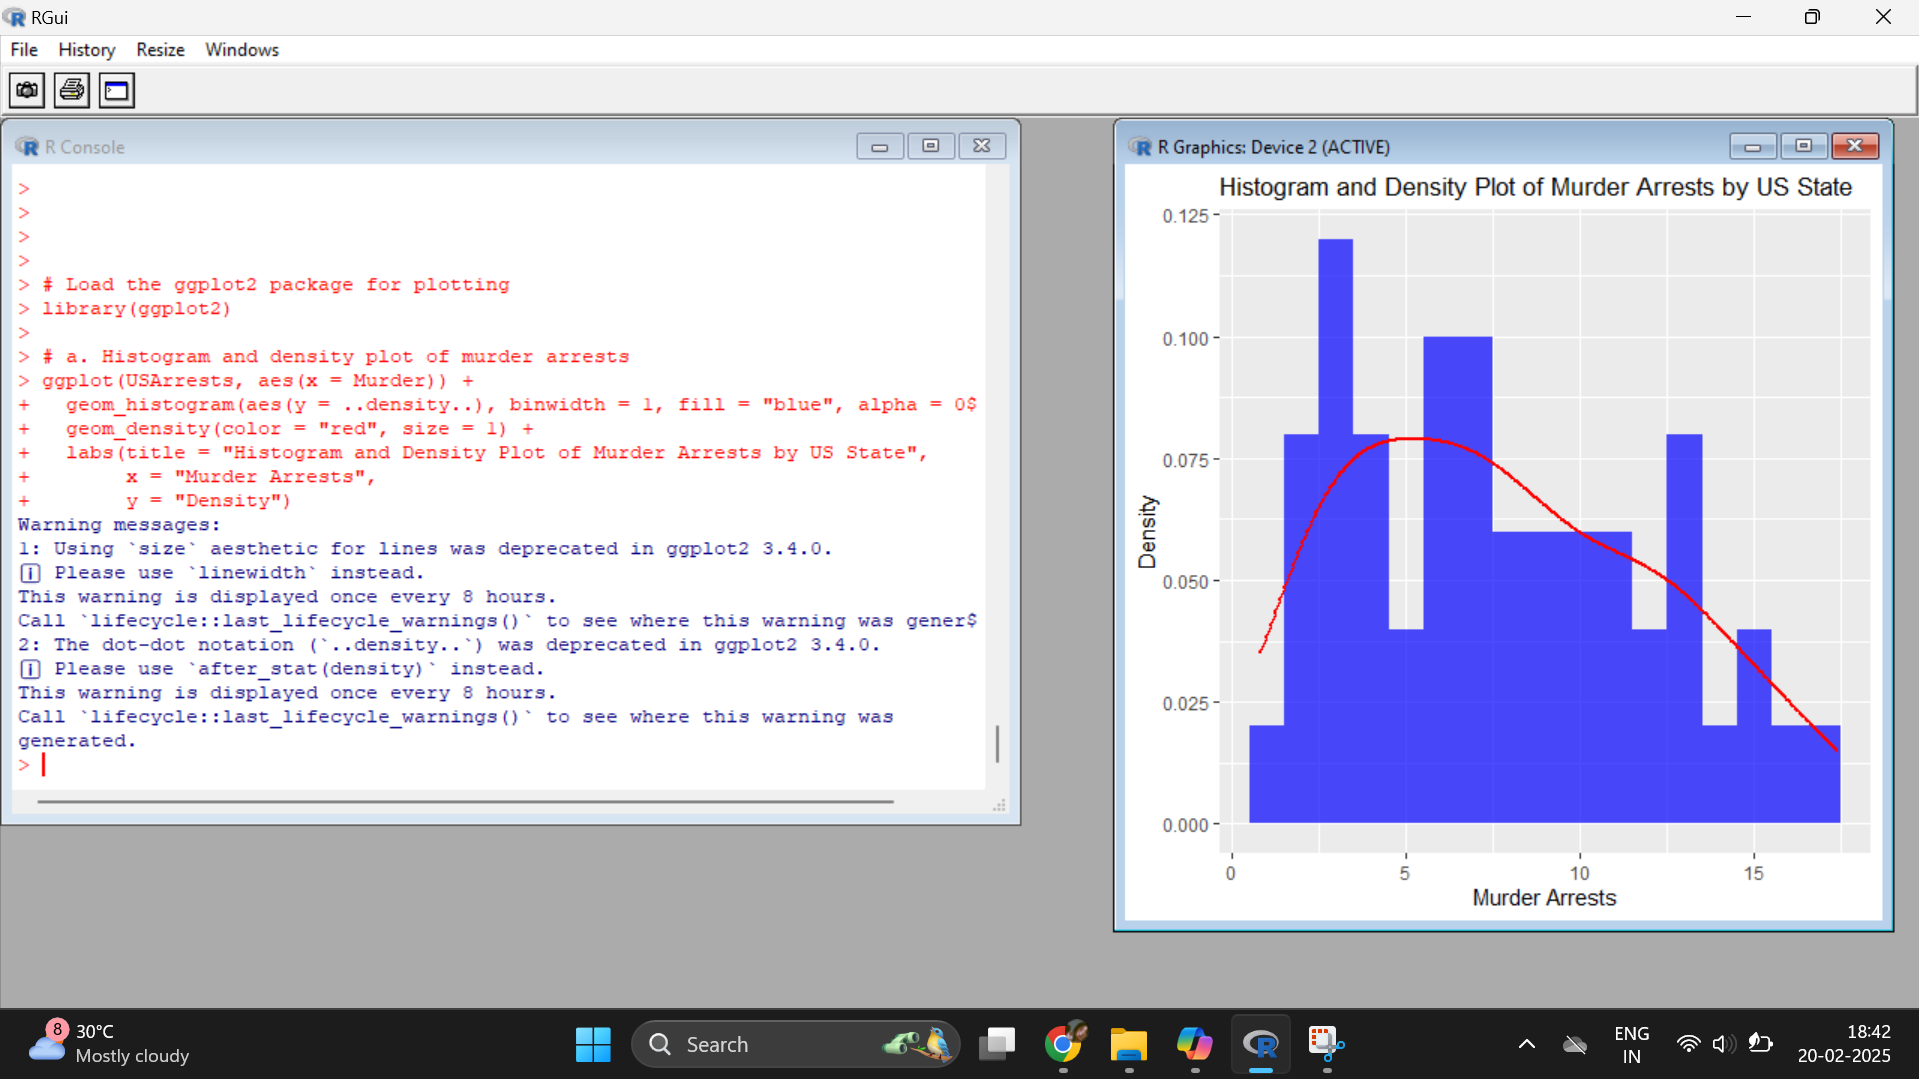 RGui
File History Resize Windows
R Console
>
>
>
>
> # Load the ggplot2 package for plotting
> library(ggplot2)
>
> # a. Histogram and density plot of murder arrests
> ggplot(USArrests, aes(x = Murder)) +
+   geom_histogram(aes(y = ..density..), binwidth = 1, fill = "blue", alpha = 0$
+   geom_density(color = "red", size = 1) +
+   labs(title = "Histogram and Density Plot of Murder Arrests by US State",
+        x = "Murder Arrests",
+        y = "Density")
Warning messages:
1: Using `size` aesthetic for lines was deprecated in ggplot2 3.4.0.
i Please use `linewidth` instead.
This warning is displayed once every 8 hours.
Call `lifecycle::last_lifecycle_warnings()` to see where this warning was gener$
2: The dot-dot notation (`..density..`) was deprecated in ggplot2 3.4.0.
i Please use `after_stat(density)` instead.
This warning is displayed once every 8 hours.
Call `lifecycle::last_lifecycle_warnings()` to see where this warning was
generated.
>
R Graphics: Device 2 (ACTIVE)
Histogram and Density Plot of Murder Arrests by US State
0.125
0.100
0.075
0.050
0.025
0.000
Density
0 5 10 15
Murder Arrests
8
30°C
Mostly cloudy
Search
ENG
IN
18:42
20-02-2025